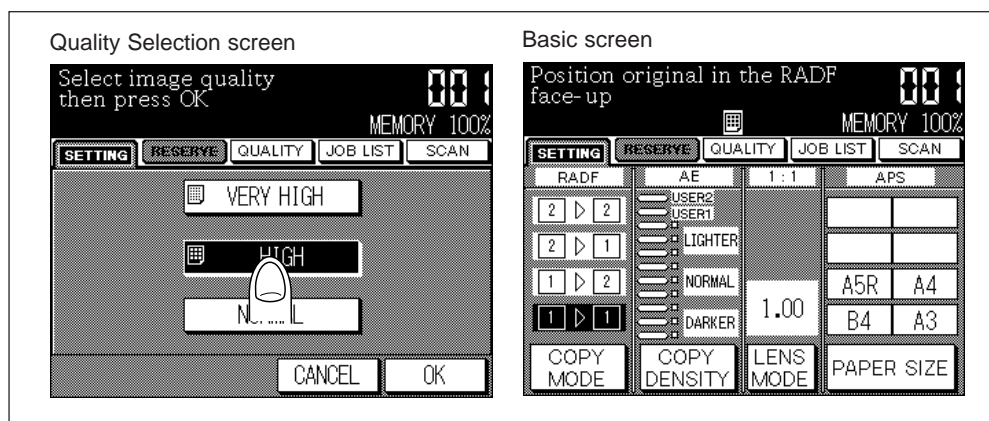 Quality Selection screen
Select image quality
then press OK
001
MEMORY 100%
SETTING RESERVE QUALITY JOB LIST SCAN
VERY HIGH
HIGH
CANCEL OK
Basic screen
Position original in the RADF
face-up
001
MEMORY 100%
SETTING RESERVE QUALITY JOB LIST SCAN
RADF AE 1 : 1 APS
2 ▷ 2
2 ▷ 1
1 ▷ 2
1 ▷ 1
USER2
USER1
LIGHTER
NORMAL
DARKER
1.00
A5R A4
B4 A3
COPY
MODE
COPY
DENSITY
LENS
MODE
PAPER SIZE